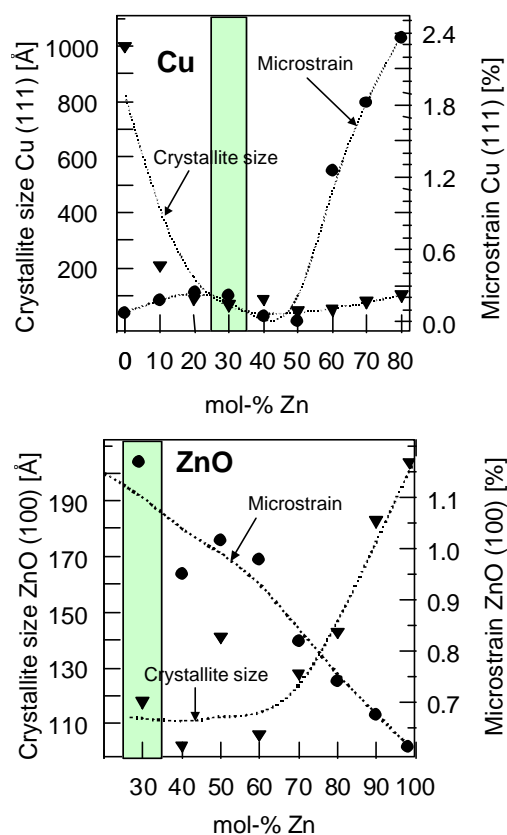 Cu
Microstrain
Crystallite size
Crystallite size Cu (111) [Å]
1000
800
600
400
200
Microstrain Cu (111) [%]
2.4
1.8
1.2
0.6
0.0
0 10 20 30 40 50 60 70 80
mol-% Zn
ZnO
Microstrain
Crystallite size
Crystallite size ZnO (100) [Å]
190
170
150
130
110
Microstrain ZnO (100) [%]
1.1
1.0
0.9
0.8
0.7
30 40 50 60 70 80 90 100
mol-% Zn